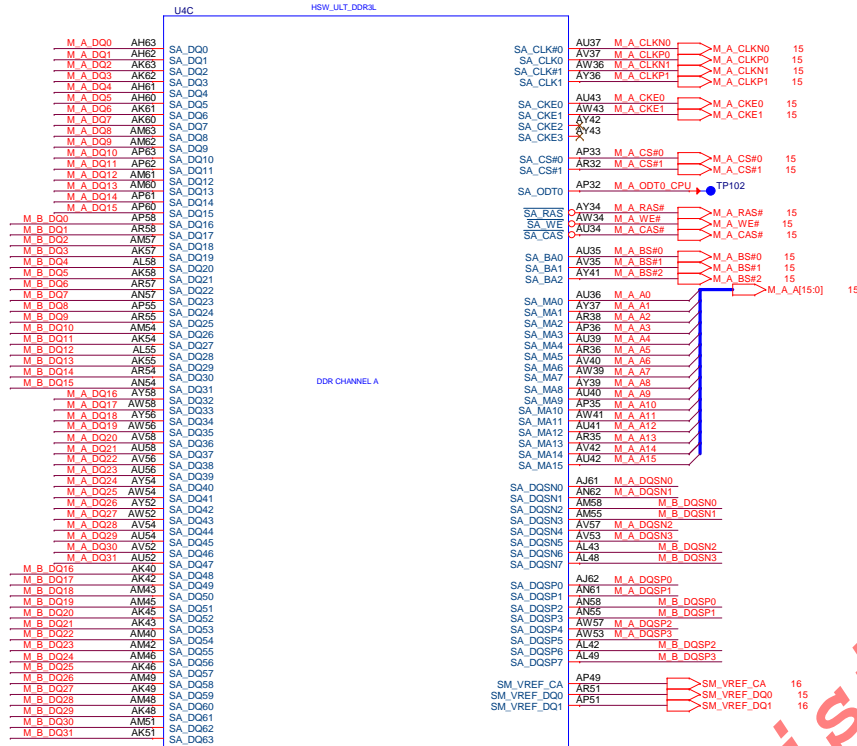 U4C
HSW_ULT_DDR3L
DDR CHANNEL A
M_A_DQ0 AH63 SA_DQ0
M_A_DQ1 AH62 SA_DQ1
M_A_DQ2 AK63 SA_DQ2
M_A_DQ3 AK62 SA_DQ3
M_A_DQ4 AH61 SA_DQ4
M_A_DQ5 AH60 SA_DQ5
M_A_DQ6 AK61 SA_DQ6
M_A_DQ7 AK60 SA_DQ7
M_A_DQ8 AM63 SA_DQ8
M_A_DQ9 AM62 SA_DQ9
M_A_DQ10 AP63 SA_DQ10
M_A_DQ11 AP62 SA_DQ11
M_A_DQ12 AM61 SA_DQ12
M_A_DQ13 AM60 SA_DQ13
M_A_DQ14 AP61 SA_DQ14
M_A_DQ15 AP60 SA_DQ15
M_B_DQ0 AP58 SA_DQ16
M_B_DQ1 AR58 SA_DQ17
M_B_DQ2 AM57 SA_DQ18
M_B_DQ3 AK57 SA_DQ19
M_B_DQ4 AL58 SA_DQ20
M_B_DQ5 AK58 SA_DQ21
M_B_DQ6 AR57 SA_DQ22
M_B_DQ7 AN57 SA_DQ23
M_B_DQ8 AP55 SA_DQ24
M_B_DQ9 AR55 SA_DQ25
M_B_DQ10 AM54 SA_DQ26
M_B_DQ11 AK54 SA_DQ27
M_B_DQ12 AL55 SA_DQ28
M_B_DQ13 AK55 SA_DQ29
M_B_DQ14 AR54 SA_DQ30
M_B_DQ15 AN54 SA_DQ31
M_A_DQ16 AY58 SA_DQ32
M_A_DQ17 AW58 SA_DQ33
M_A_DQ18 AY56 SA_DQ34
M_A_DQ19 AW56 SA_DQ35
M_A_DQ20 AV58 SA_DQ36
M_A_DQ21 AU58 SA_DQ37
M_A_DQ22 AV56 SA_DQ38
M_A_DQ23 AU56 SA_DQ39
M_A_DQ24 AY54 SA_DQ40
M_A_DQ25 AW54 SA_DQ41
M_A_DQ26 AY52 SA_DQ42
M_A_DQ27 AW52 SA_DQ43
M_A_DQ28 AV54 SA_DQ44
M_A_DQ29 AU54 SA_DQ45
M_A_DQ30 AV52 SA_DQ46
M_A_DQ31 AU52 SA_DQ47
M_B_DQ16 AK40 SA_DQ48
M_B_DQ17 AK42 SA_DQ49
M_B_DQ18 AM43 SA_DQ50
M_B_DQ19 AM45 SA_DQ51
M_B_DQ20 AK45 SA_DQ52
M_B_DQ21 AK43 SA_DQ53
M_B_DQ22 AM40 SA_DQ54
M_B_DQ23 AM42 SA_DQ55
M_B_DQ24 AM46 SA_DQ56
M_B_DQ25 AK46 SA_DQ57
M_B_DQ26 AM49 SA_DQ58
M_B_DQ27 AK49 SA_DQ59
M_B_DQ28 AM48 SA_DQ60
M_B_DQ29 AK48 SA_DQ61
M_B_DQ30 AM51 SA_DQ62
M_B_DQ31 AK51 SA_DQ63
SA_CLK#0 AU37 M_A_CLKN0 M_A_CLKN0 15
SA_CLK0 AV37 M_A_CLKP0 M_A_CLKP0 15
SA_CLK#1 AW36 M_A_CLKN1 M_A_CLKN1 15
SA_CLK1 AY36 M_A_CLKP1 M_A_CLKP1 15
SA_CKE0 AU43 M_A_CKE0 M_A_CKE0 15
SA_CKE1 AW43 M_A_CKE1 M_A_CKE1 15
SA_CKE2 AY42
SA_CKE3 AY43
SA_CS#0 AP33 M_A_CS#0 M_A_CS#0 15
SA_CS#1 AR32 M_A_CS#1 M_A_CS#1 15
SA_ODT0 AP32 M_A_ODT0_CPU TP102
SA_RAS AY34 M_A_RAS# M_A_RAS# 15
SA_WE AW34 M_A_WE# M_A_WE# 15
SA_CAS AU34 M_A_CAS# M_A_CAS# 15
SA_BA0 AU35 M_A_BS#0 M_A_BS#0 15
SA_BA1 AV35 M_A_BS#1 M_A_BS#1 15
SA_BA2 AY41 M_A_BS#2 M_A_BS#2 15
M_A_A[15:0] 15
SA_MA0 AU36 M_A_A0
SA_MA1 AY37 M_A_A1
SA_MA2 AR38 M_A_A2
SA_MA3 AP36 M_A_A3
SA_MA4 AU39 M_A_A4
SA_MA5 AR36 M_A_A5
SA_MA6 AV40 M_A_A6
SA_MA7 AW39 M_A_A7
SA_MA8 AY39 M_A_A8
SA_MA9 AU40 M_A_A9
SA_MA10 AP35 M_A_A10
SA_MA11 AW41 M_A_A11
SA_MA12 AU41 M_A_A12
SA_MA13 AR35 M_A_A13
SA_MA14 AV42 M_A_A14
SA_MA15 AU42 M_A_A15
SA_DQSN0 AJ61 M_A_DQSN0
SA_DQSN1 AN62 M_A_DQSN1
SA_DQSN2 AM58 M_B_DQSN0
SA_DQSN3 AM55 M_B_DQSN1
SA_DQSN4 AV57 M_A_DQSN2
SA_DQSN5 AV53 M_A_DQSN3
SA_DQSN6 AL43 M_B_DQSN2
SA_DQSN7 AL48 M_B_DQSN3
SA_DQSP0 AJ62 M_A_DQSP0
SA_DQSP1 AN61 M_A_DQSP1
SA_DQSP2 AN58 M_B_DQSP0
SA_DQSP3 AN55 M_B_DQSP1
SA_DQSP4 AW57 M_A_DQSP2
SA_DQSP5 AW53 M_A_DQSP3
SA_DQSP6 AL42 M_B_DQSP2
SA_DQSP7 AL49 M_B_DQSP3
SM_VREF_CA AP49 SM_VREF_CA 16
SM_VREF_DQ0 AR51 SM_VREF_DQ0 15
SM_VREF_DQ1 AP51 SM_VREF_DQ1 16